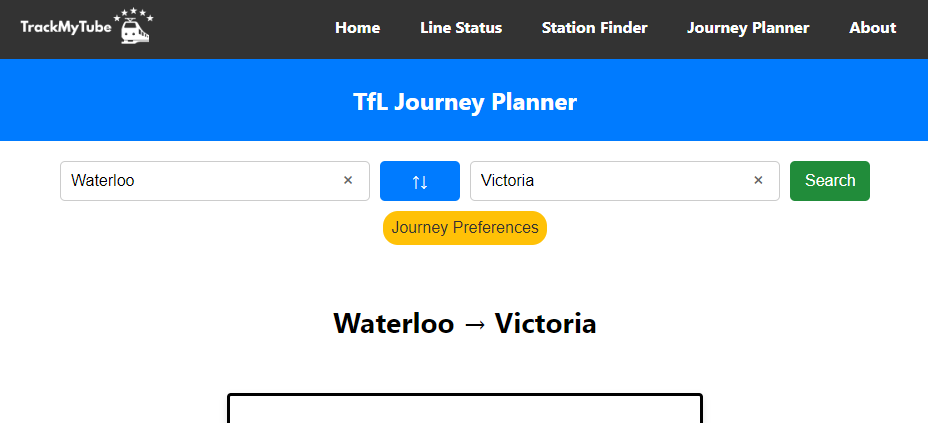 TrackMyTube
Home Line Status Station Finder Journey Planner About
TfL Journey Planner
Waterloo × ↑↓ Victoria × Search
Journey Preferences
Waterloo → Victoria